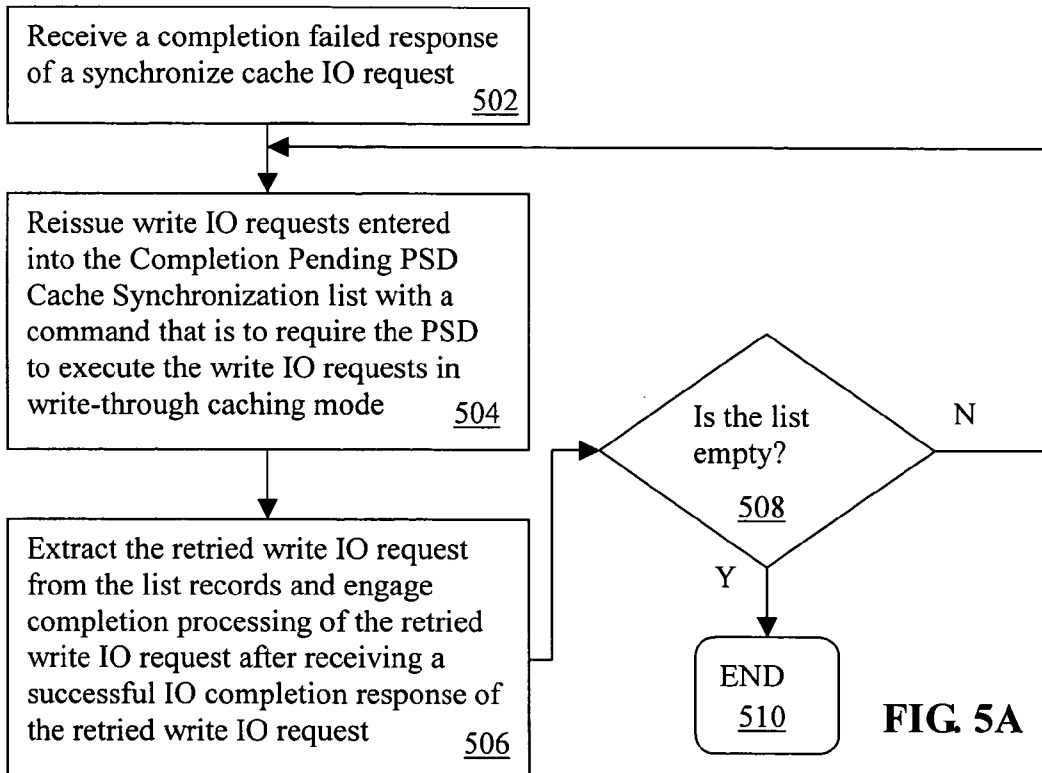 Receive a completion failed response
of a synchronize cache IO request
502
Reissue write IO requests entered
into the Completion Pending PSD
Cache Synchronization list with a
command that is to require the PSD
to execute the write IO requests in
write-through caching mode
504
Extract the retried write IO request
from the list records and engage
completion processing of the retried
write IO request after receiving a
successful IO completion response of
the retried write IO request
506
Is the list
empty?
508
N
Y
END
510
FIG. 5A